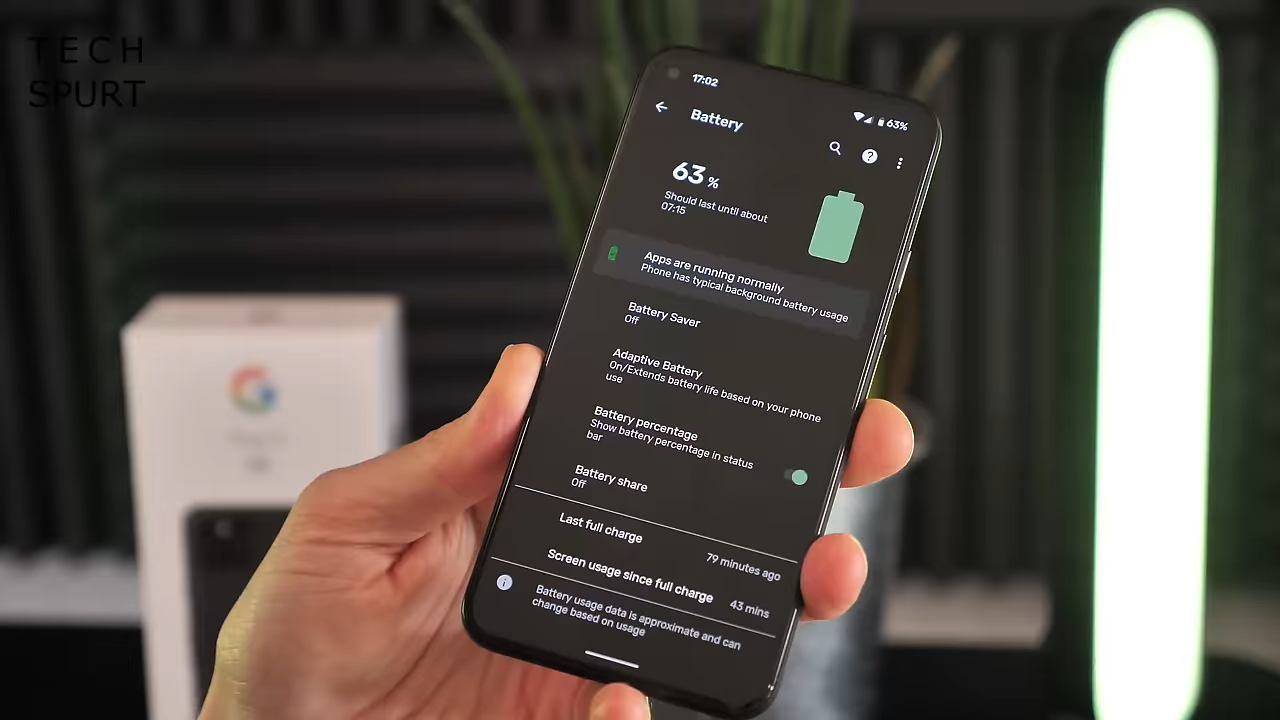 TECH
SPURT
17:02
63%
Battery
63 %
Should last until about
07:15
Apps are running normally
Phone has typical background battery usage
Battery Saver
Off
Adaptive Battery
On/Extends battery life based on your phone
use
Battery percentage
Show battery percentage in status
bar
Battery share
Off
Last full charge
79 minutes ago
Screen usage since full charge
43 mins
Battery usage data is approximate and can
change based on usage